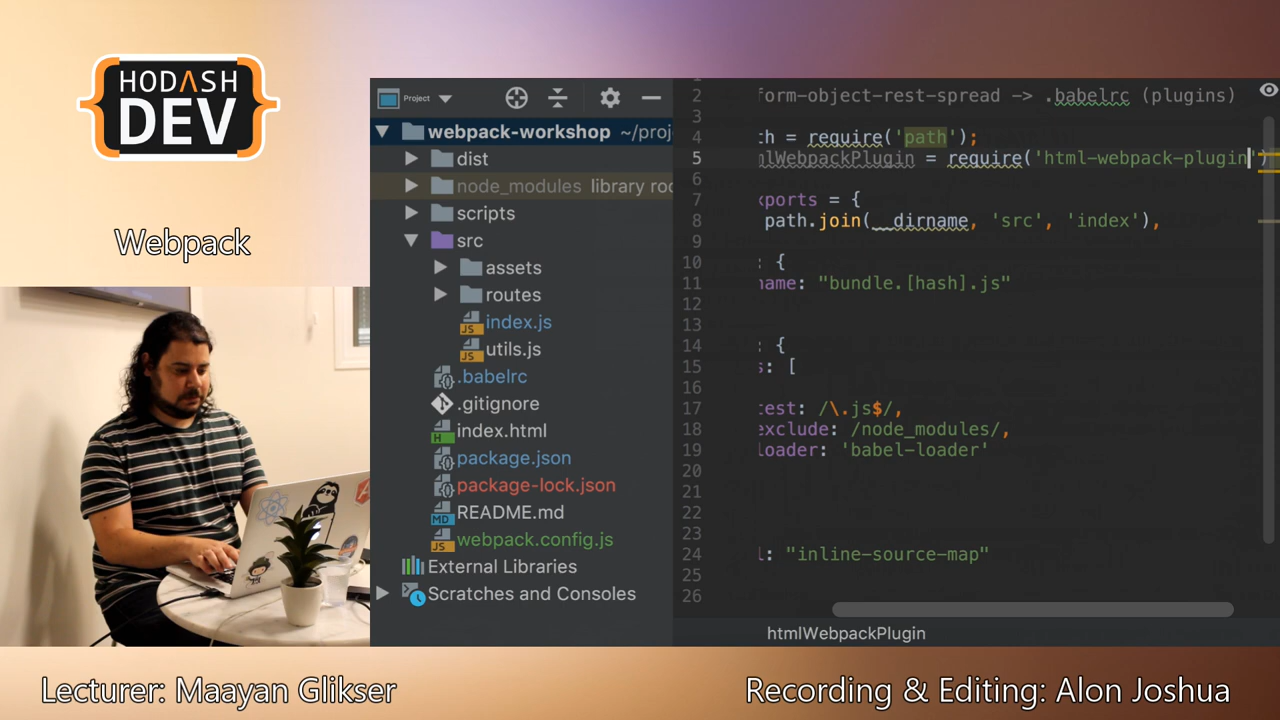 HODASH
DEV
Webpack
Project
webpack-workshop ~/proj
dist
node_modules library roo
scripts
src
assets
routes
index.js
utils.js
.babelrc
.gitignore
index.html
package.json
package-lock.json
README.md
webpack.config.js
External Libraries
Scratches and Consoles
2 form-object-rest-spread -> .babelrc (plugins)
3
4 th = require('path');
5 mlWebpackPlugin = require('html-webpack-plugin')
6
7 xports = {
8 path.join(__dirname, 'src', 'index'),
9
10 : {
11 name: "bundle.[hash].js"
12
13
14 : {
15 s: [
16
17 test: /\.js$/,
18 exclude: /node_modules/,
19 loader: 'babel-loader'
20
21
22
23
24 l: "inline-source-map"
25
26
htmlWebpackPlugin
Lecturer: Maayan Glikser
Recording & Editing: Alon Joshua